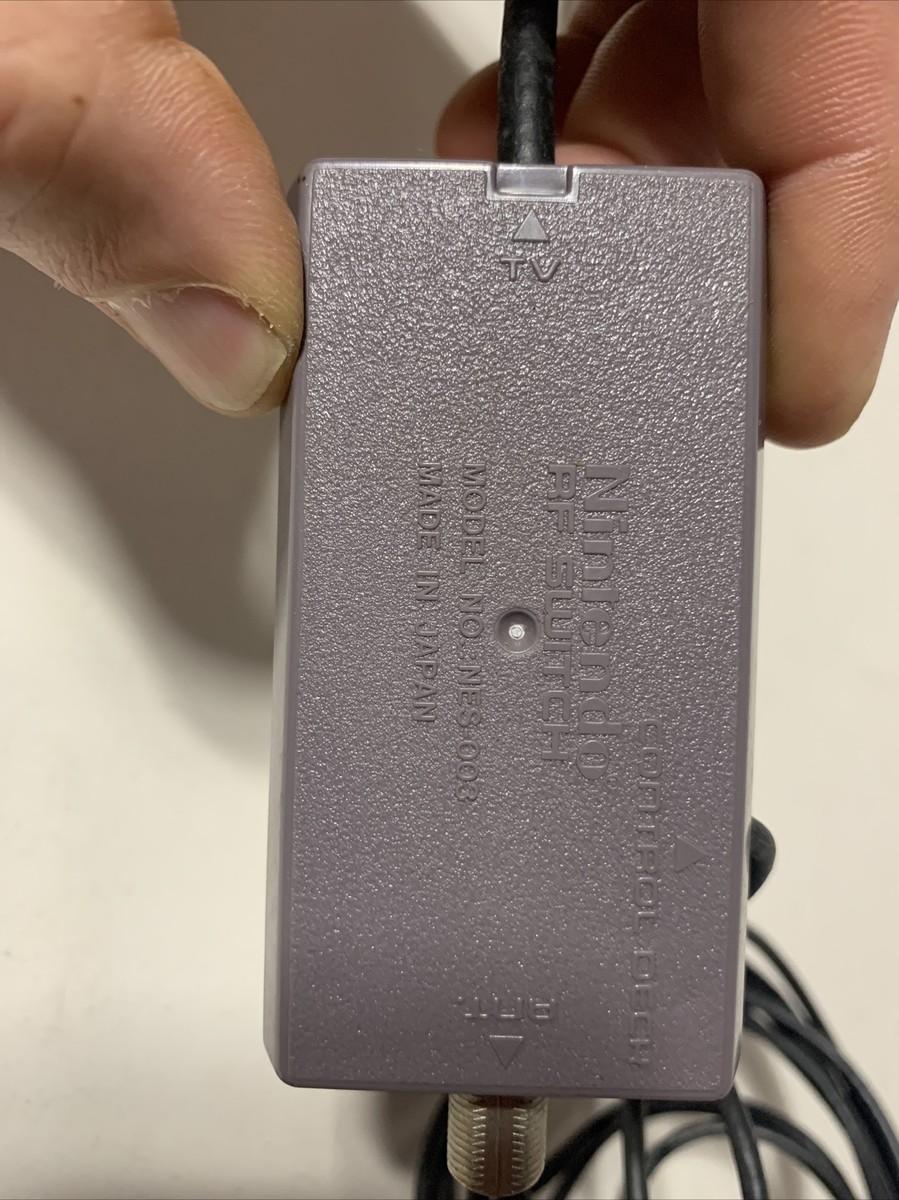 TV
CONTROL DECK
Nintendo®
RF SWITCH
MODEL NO. NES-003
MADE IN JAPAN
ANT.